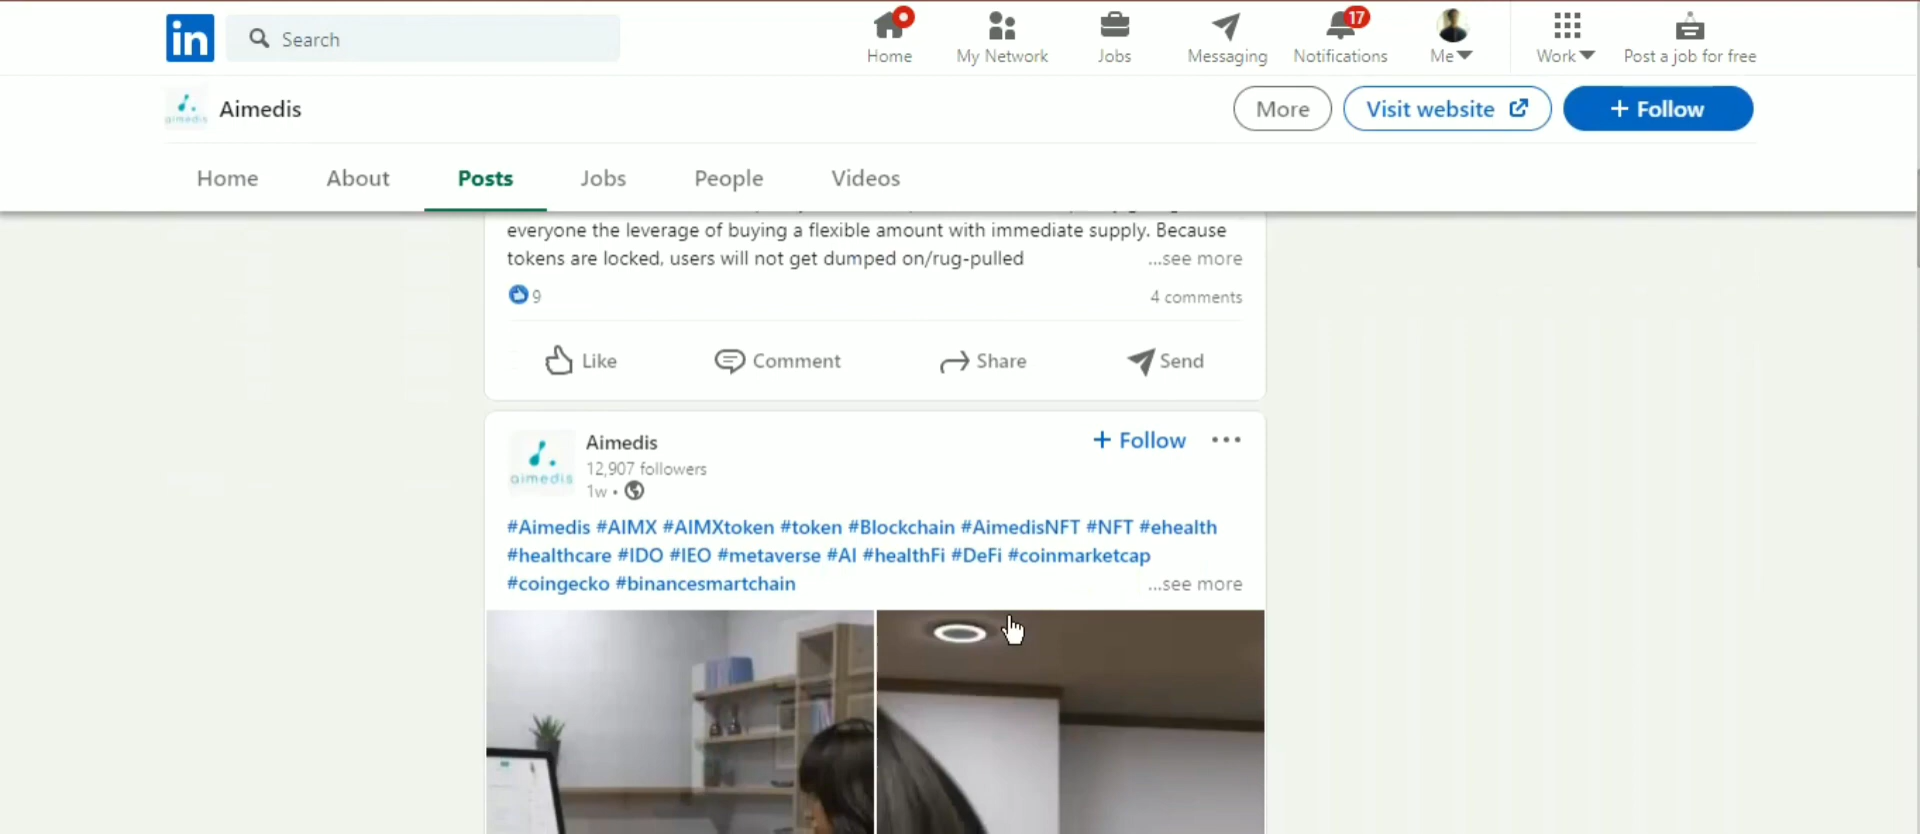 in
Search
Home
My Network
Jobs
Messaging
17
Notifications
Me
Work
Post a job for free
aimedis
Aimedis
More
Visit website
+ Follow
Home
About
Posts
Jobs
People
Videos
everyone the leverage of buying a flexible amount with immediate supply. Because
tokens are locked, users will not get dumped on/rug-pulled
...see more
9
4 comments
Like
Comment
Share
Send
aimedis
Aimedis
12,907 followers
1w •
+ Follow
#Aimedis #AIMX #AIMXtoken #token #Blockchain #AimedisNFT #NFT #ehealth
#healthcare #IDO #IEO #metaverse #AI #healthFi #DeFi #coinmarketcap
#coingecko #binancesmartchain
...see more